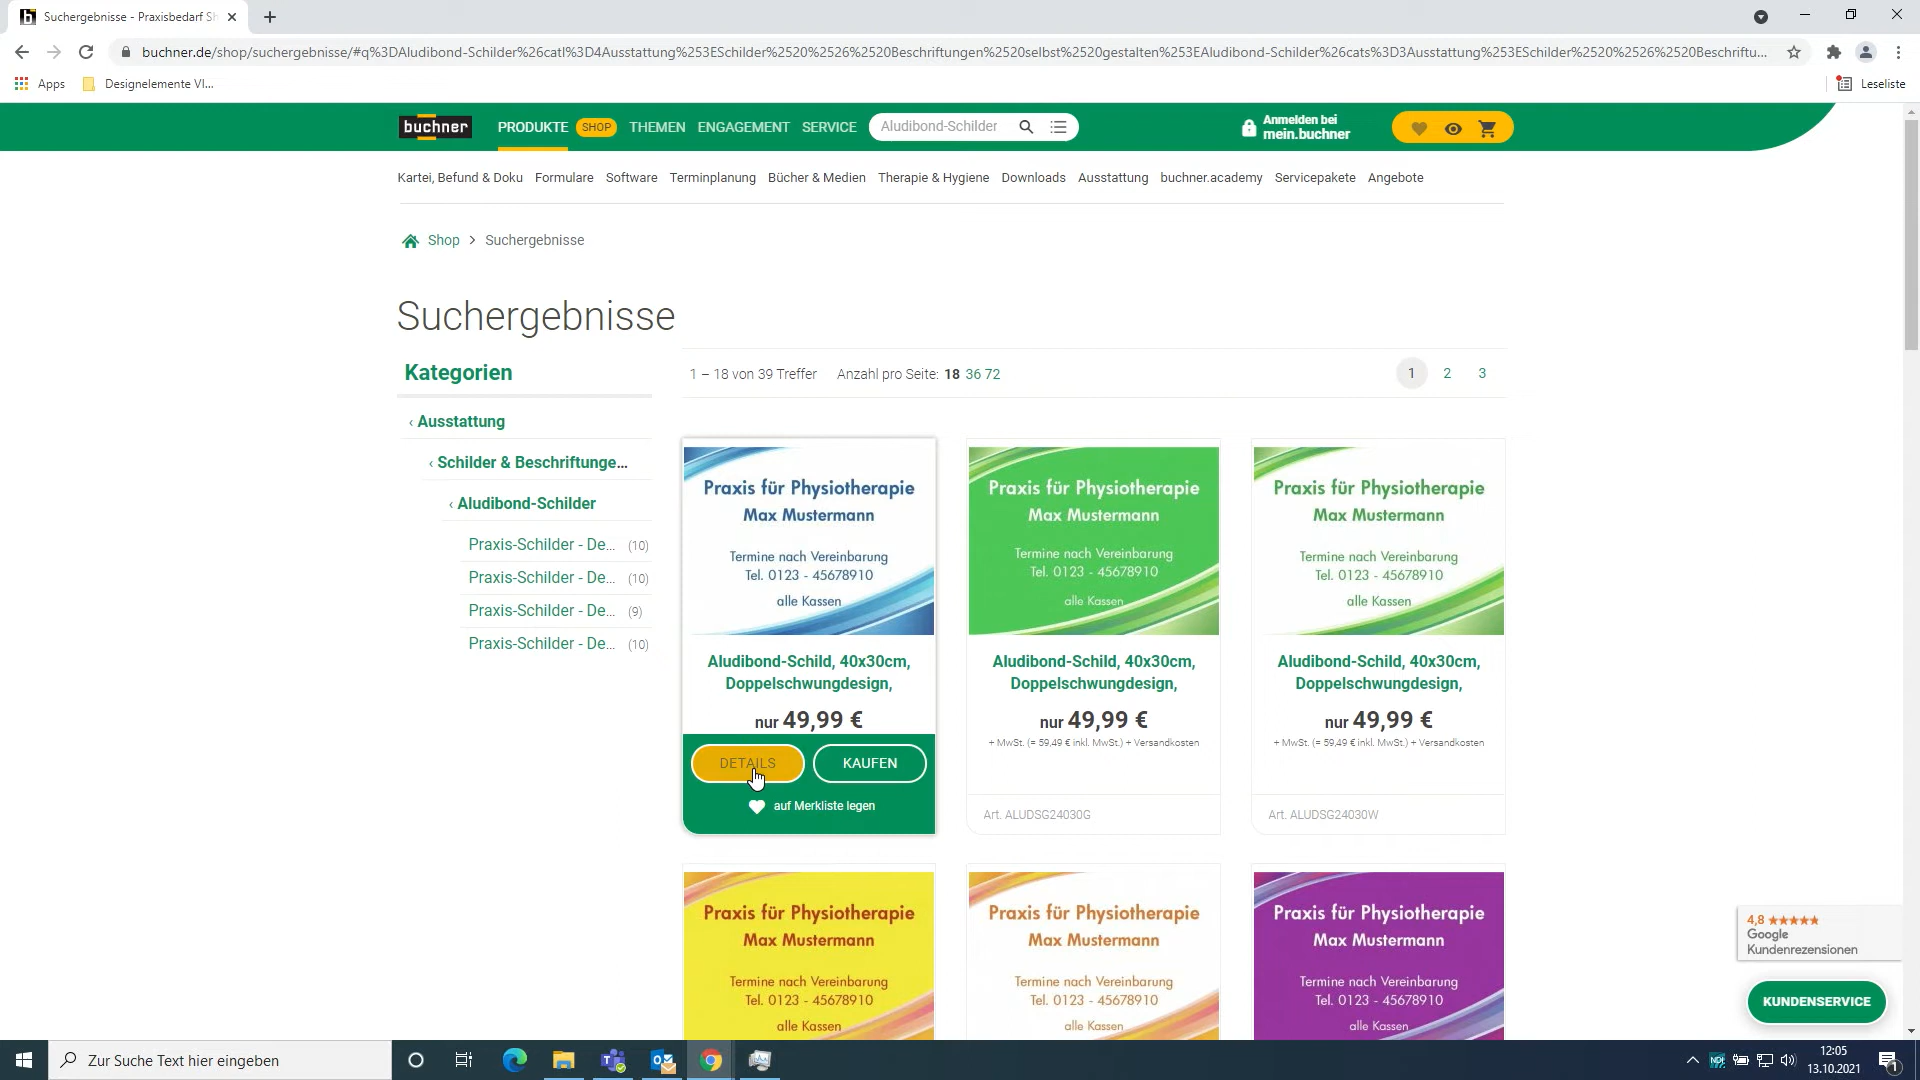 Suchergebnisse - Praxisbedarf Sh
buchner.de/shop/suchergebnisse/#q%3DAludibond-Schilder%26catl%3D4Ausstattung%253ESchilder%2520%2526%2520Beschriftungen%2520selbst%2520gestalten%253EAludibond-Schilder%26cats%3D3Ausstattung%253ESchilder%2520%2526%2520Beschriftu...
Apps
Designelemente VI...
Leseliste
buchner
PRODUKTE
SHOP
THEMEN
ENGAGEMENT
SERVICE
Aludibond-Schilder
Anmelden bei
mein.buchner
Kartei, Befund & Doku
Formulare
Software
Terminplanung
Bücher & Medien
Therapie & Hygiene
Downloads
Ausstattung
buchner.academy
Servicepakete
Angebote
Shop > Suchergebnisse
Suchergebnisse
Kategorien
‹ Ausstattung
‹ Schilder & Beschriftunge...
‹ Aludibond-Schilder
Praxis-Schilder - De... (10)
Praxis-Schilder - De... (10)
Praxis-Schilder - De... (9)
Praxis-Schilder - De... (10)
1 – 18 von 39 Treffer
Anzahl pro Seite: 18 36 72
1 2 3
Praxis für Physiotherapie
Max Mustermann
Termine nach Vereinbarung
Tel. 0123 - 45678910
alle Kassen
Aludibond-Schild, 40x30cm,
Doppelschwungdesign,
nur 49,99 €
DETAILS
KAUFEN
auf Merkliste legen
Praxis für Physiotherapie
Max Mustermann
Termine nach Vereinbarung
Tel. 0123 - 45678910
alle Kassen
Aludibond-Schild, 40x30cm,
Doppelschwungdesign,
nur 49,99 €
+ MwSt. (= 59,49 € inkl. MwSt.) + Versandkosten
Art. ALUDSG24030G
Praxis für Physiotherapie
Max Mustermann
Termine nach Vereinbarung
Tel. 0123 - 45678910
alle Kassen
Aludibond-Schild, 40x30cm,
Doppelschwungdesign,
nur 49,99 €
+ MwSt. (= 59,49 € inkl. MwSt.) + Versandkosten
Art. ALUDSG24030W
Praxis für Physiotherapie
Max Mustermann
Termine nach Vereinbarung
Tel. 0123 - 45678910
alle Kassen
Praxis für Physiotherapie
Max Mustermann
Termine nach Vereinbarung
Tel. 0123 - 45678910
alle Kassen
Praxis für Physiotherapie
Max Mustermann
Termine nach Vereinbarung
Tel. 0123 - 45678910
alle Kassen
4,8 ★★★★★
Google
Kundenrezensionen
KUNDENSERVICE
Zur Suche Text hier eingeben
12:05
13.10.2021
1